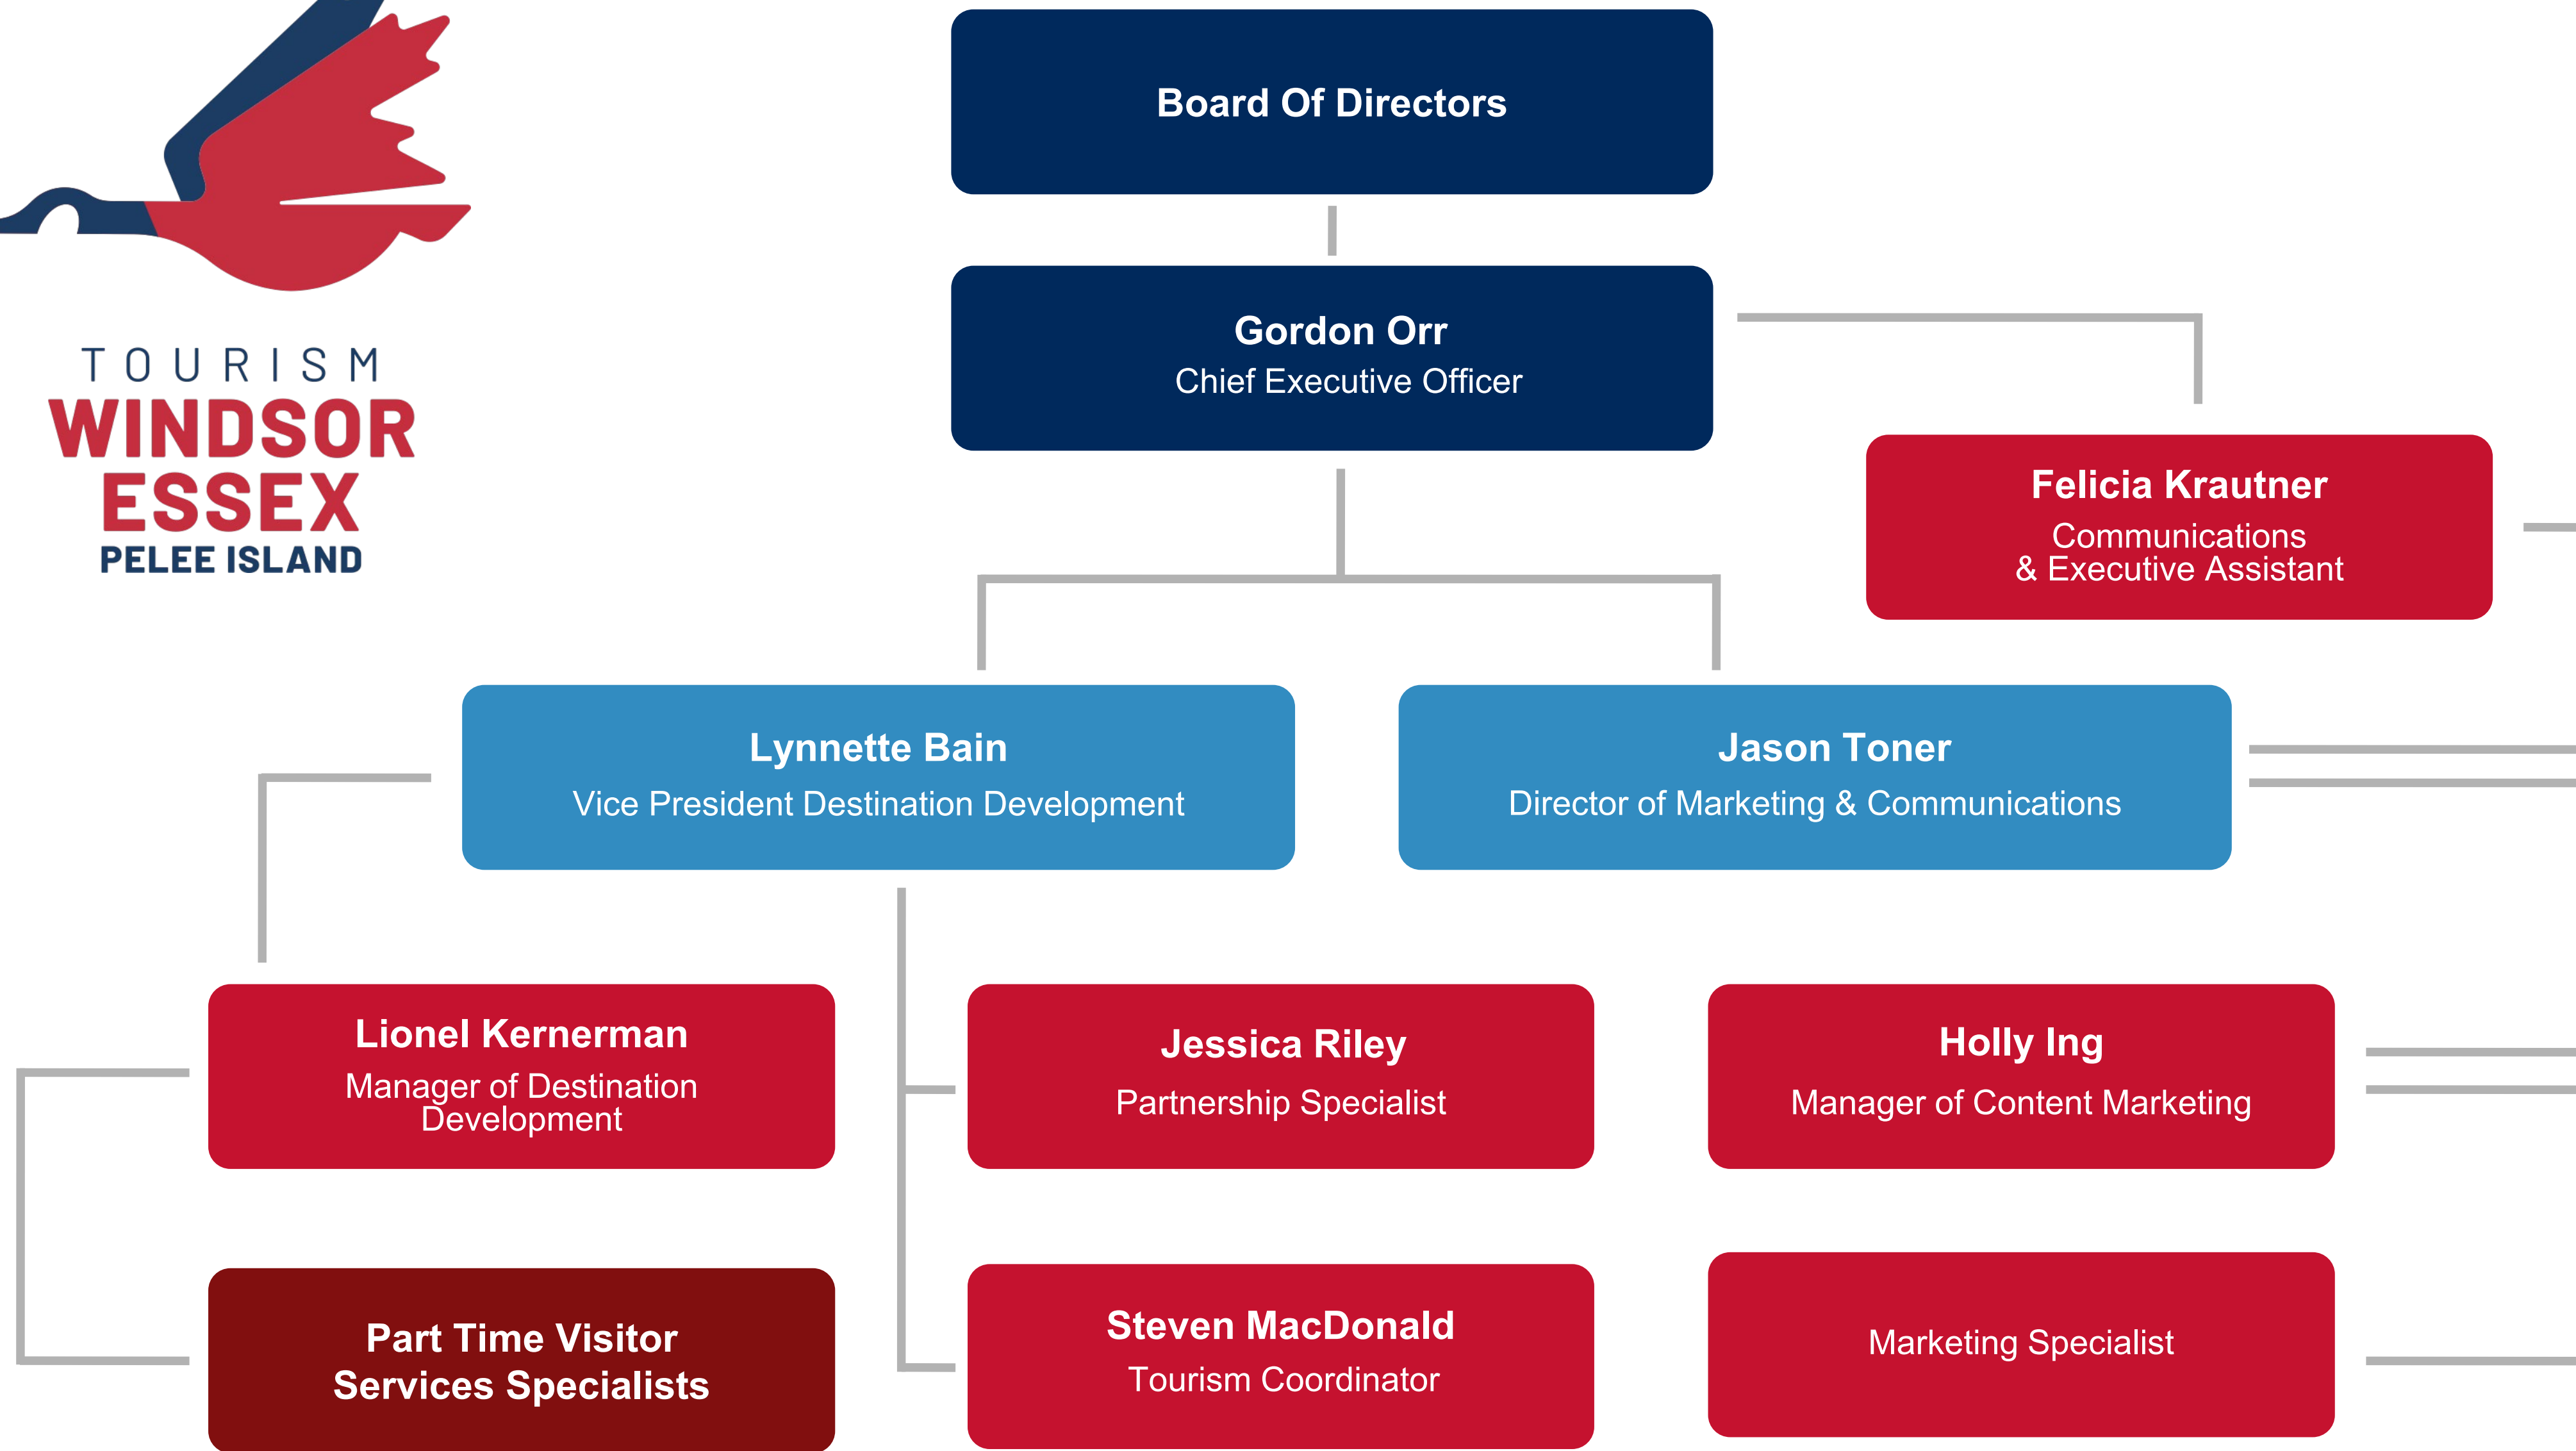 TOURISM
WINDSOR
ESSEX
PELEE ISLAND
Board Of Directors
Gordon Orr
Chief Executive Officer
Felicia Krautner
Communications
& Executive Assistant
Lynnette Bain
Vice President Destination Development
Jason Toner
Director of Marketing & Communications
Lionel Kernerman
Manager of Destination
Development
Jessica Riley
Partnership Specialist
Holly Ing
Manager of Content Marketing
Part Time Visitor
Services Specialists
Steven MacDonald
Tourism Coordinator
Marketing Specialist